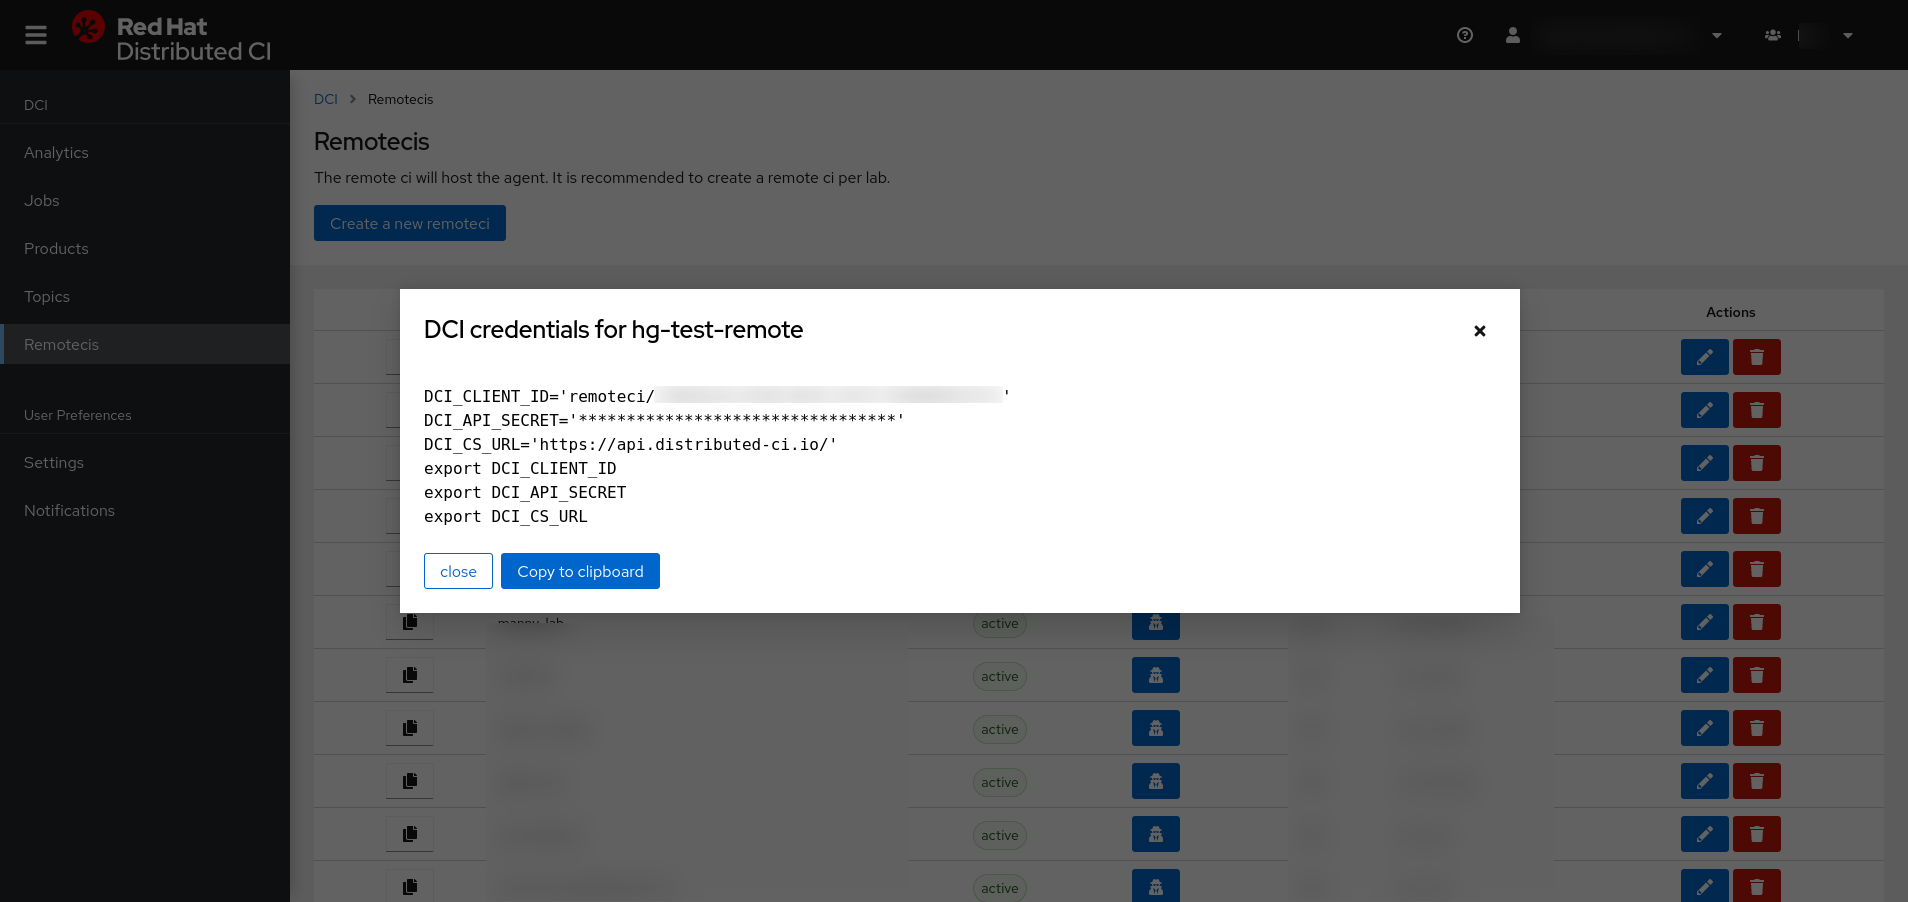 Red Hat
Distributed CI
DCI
Analytics
Jobs
Products
Topics
Remotecis
User Preferences
Settings
Notifications
DCI > Remotecis
Remotecis
The remote ci will host the agent. It is recommended to create a remote ci per lab.
Create a new remoteci
Actions
DCI credentials for hg-test-remote
DCI_CLIENT_ID='remoteci/'
DCI_API_SECRET='*********************************'
DCI_CS_URL='https://api.distributed-ci.io/'
export DCI_CLIENT_ID
export DCI_API_SECRET
export DCI_CS_URL
close
Copy to clipboard
active
active
active
active
active
active